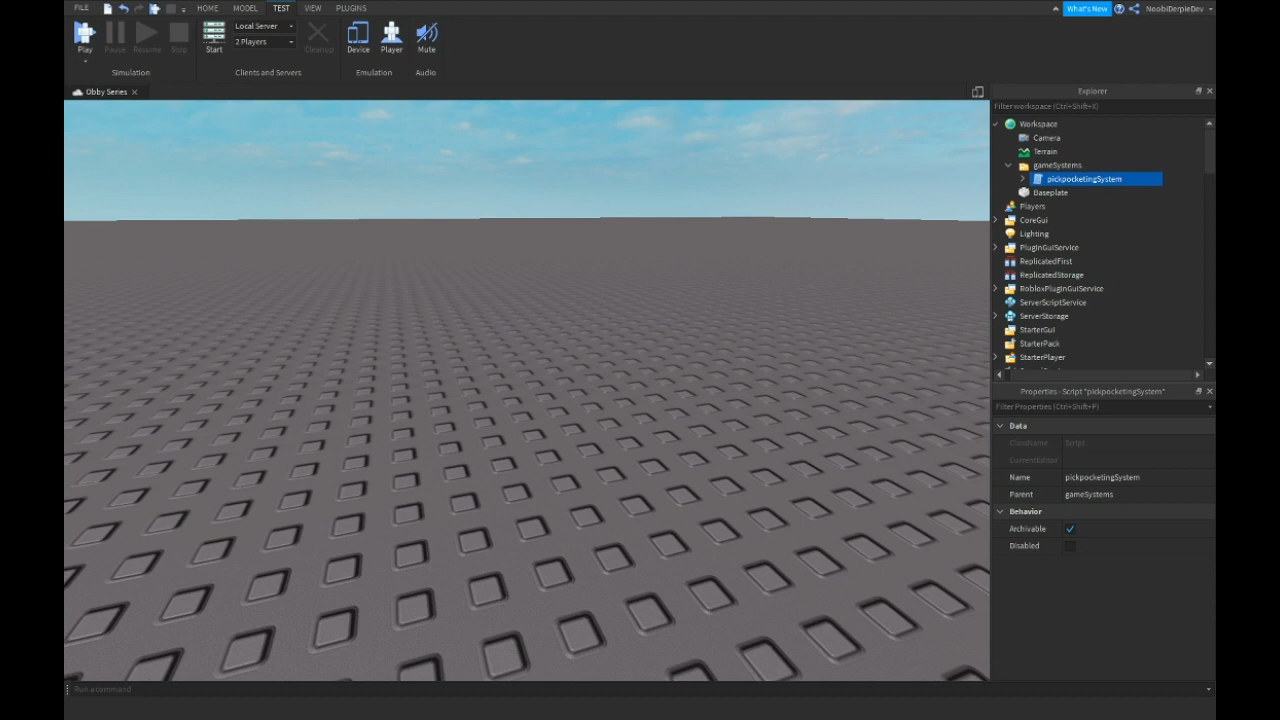 FILE HOME MODEL TEST VIEW PLUGINS What's New NoobiDerpieDev
Local Server
2 Players
Play Pause Resume Stop Start Cleanup Device Player Mute
Simulation Clients and Servers Emulation Audio
Obby Series
Explorer
Filter workspace (Ctrl+Shift+X)
Workspace
Camera
Terrain
gameSystems
pickpocketingSystem
Baseplate
Players
CoreGui
Lighting
PluginGuiService
ReplicatedFirst
ReplicatedStorage
RobloxPluginGuiService
ServerScriptService
ServerStorage
StarterGui
StarterPack
StarterPlayer
Properties - Script "pickpocketingSystem"
Filter Properties (Ctrl+Shift+P)
Data
ClassName Script
CurrentEditor
Name pickpocketingSystem
Parent gameSystems
Behavior
Archivable
Disabled
Run a command